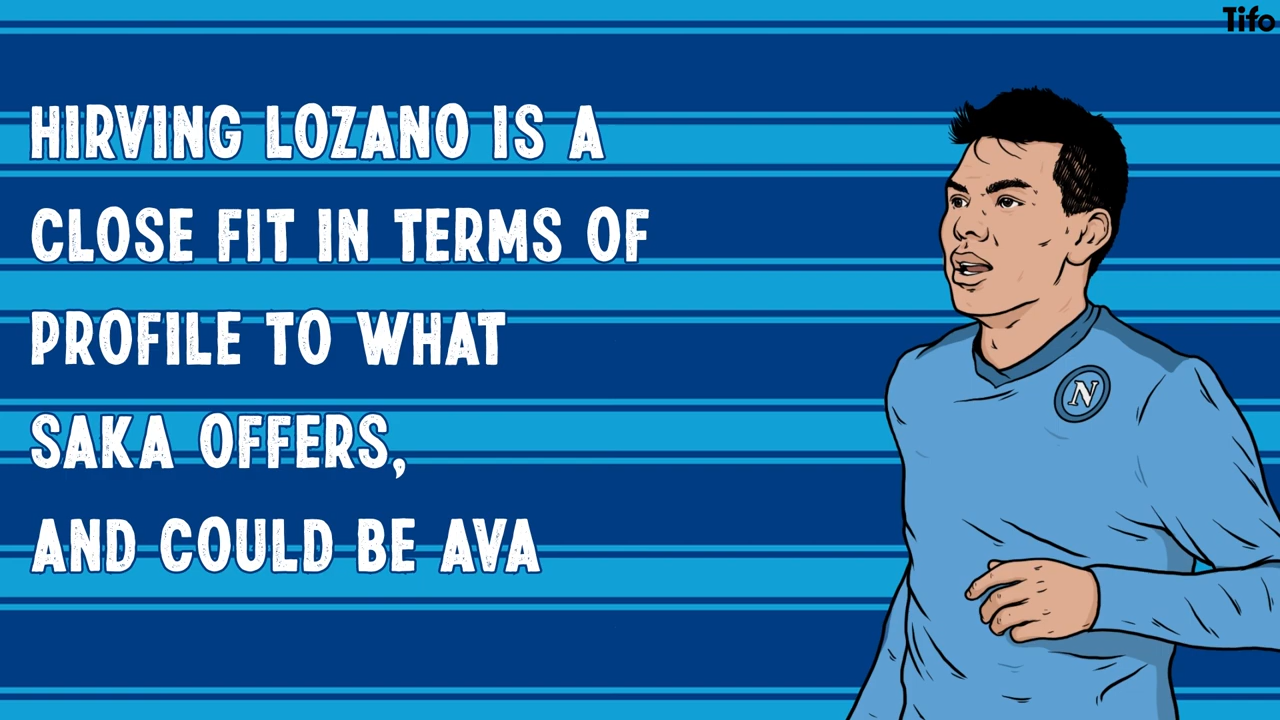 Tifo
HIRVING LOZANO IS A
CLOSE FIT IN TERMS OF
PROFILE TO WHAT
SAKA OFFERS,
AND COULD BE AVA
N